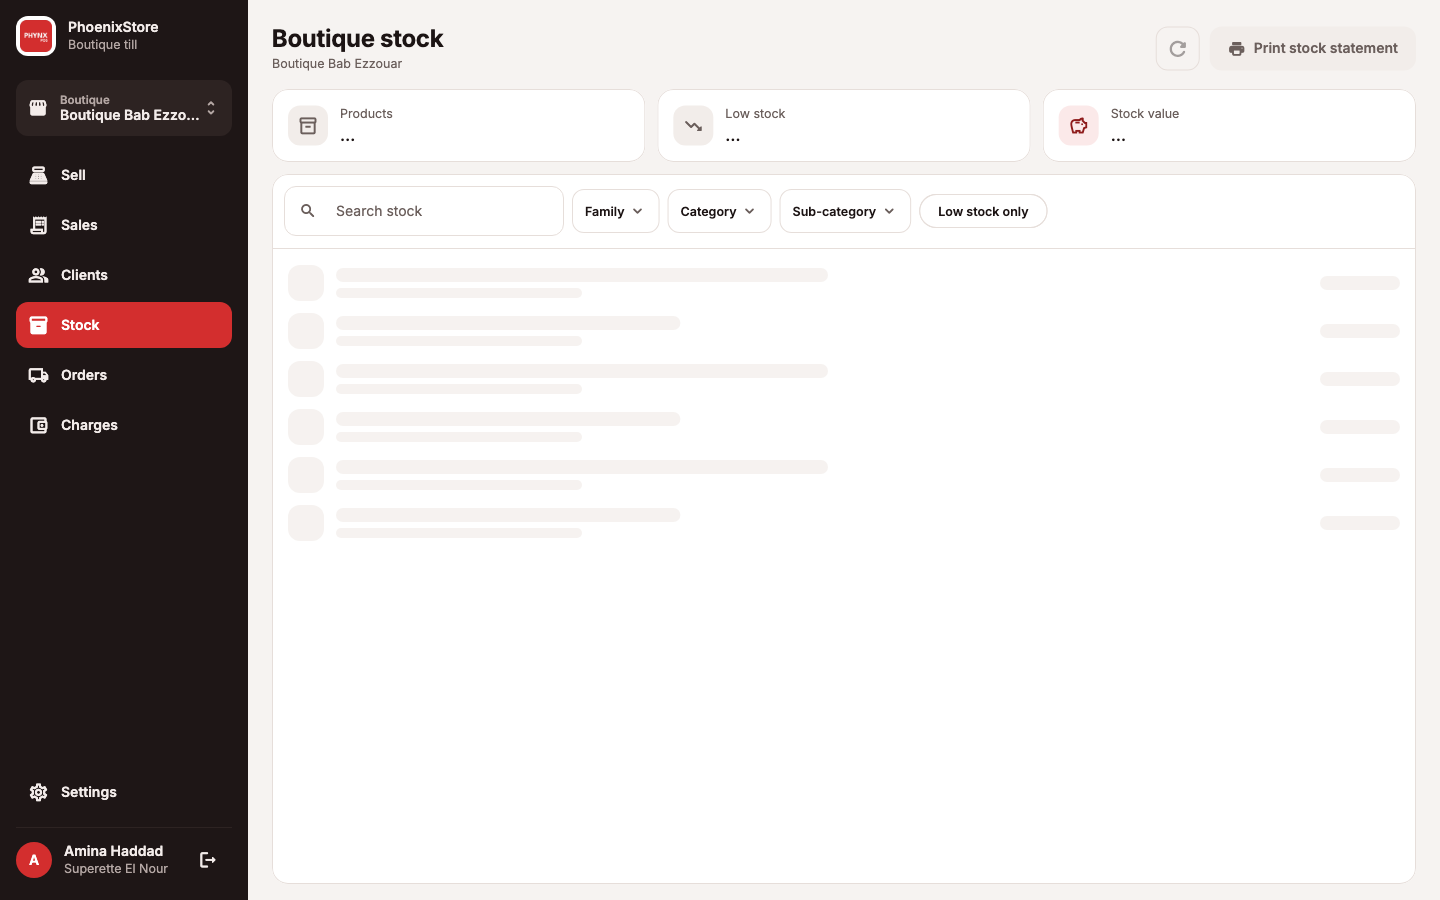 PHYNX
POS
PhoenixStore
Boutique till
Boutique
Boutique Bab Ezzo...
Sell
Sales
Clients
Stock
Orders
Charges
Settings
A
Amina Haddad
Superette El Nour
Boutique stock
Boutique Bab Ezzouar
Print stock statement
Products
...
Low stock
...
Stock value
...
Search stock
Family
Category
Sub-category
Low stock only